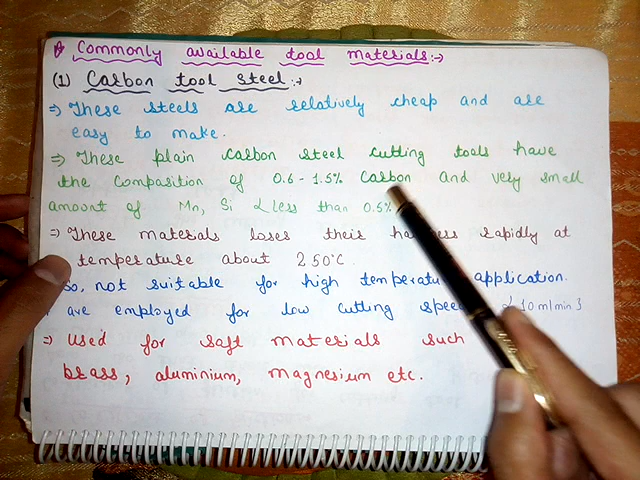 Commonly available tool materials:→
(1) Carbon tool steel:→
⇒ These steels are relatively cheap and are
easy to make.
⇒ These plain carbon steel cutting tools have
the composition of 0.6 - 1.5% carbon and very small
amount of Mn, Si < less than 0.5%
⇒ These materials loses their rapidly at
temperature about 250°C.
so, not suitable for high temperature application.
are employed for low cutting
⇒ Used for soft materials such
brass, aluminium, magnesium etc.